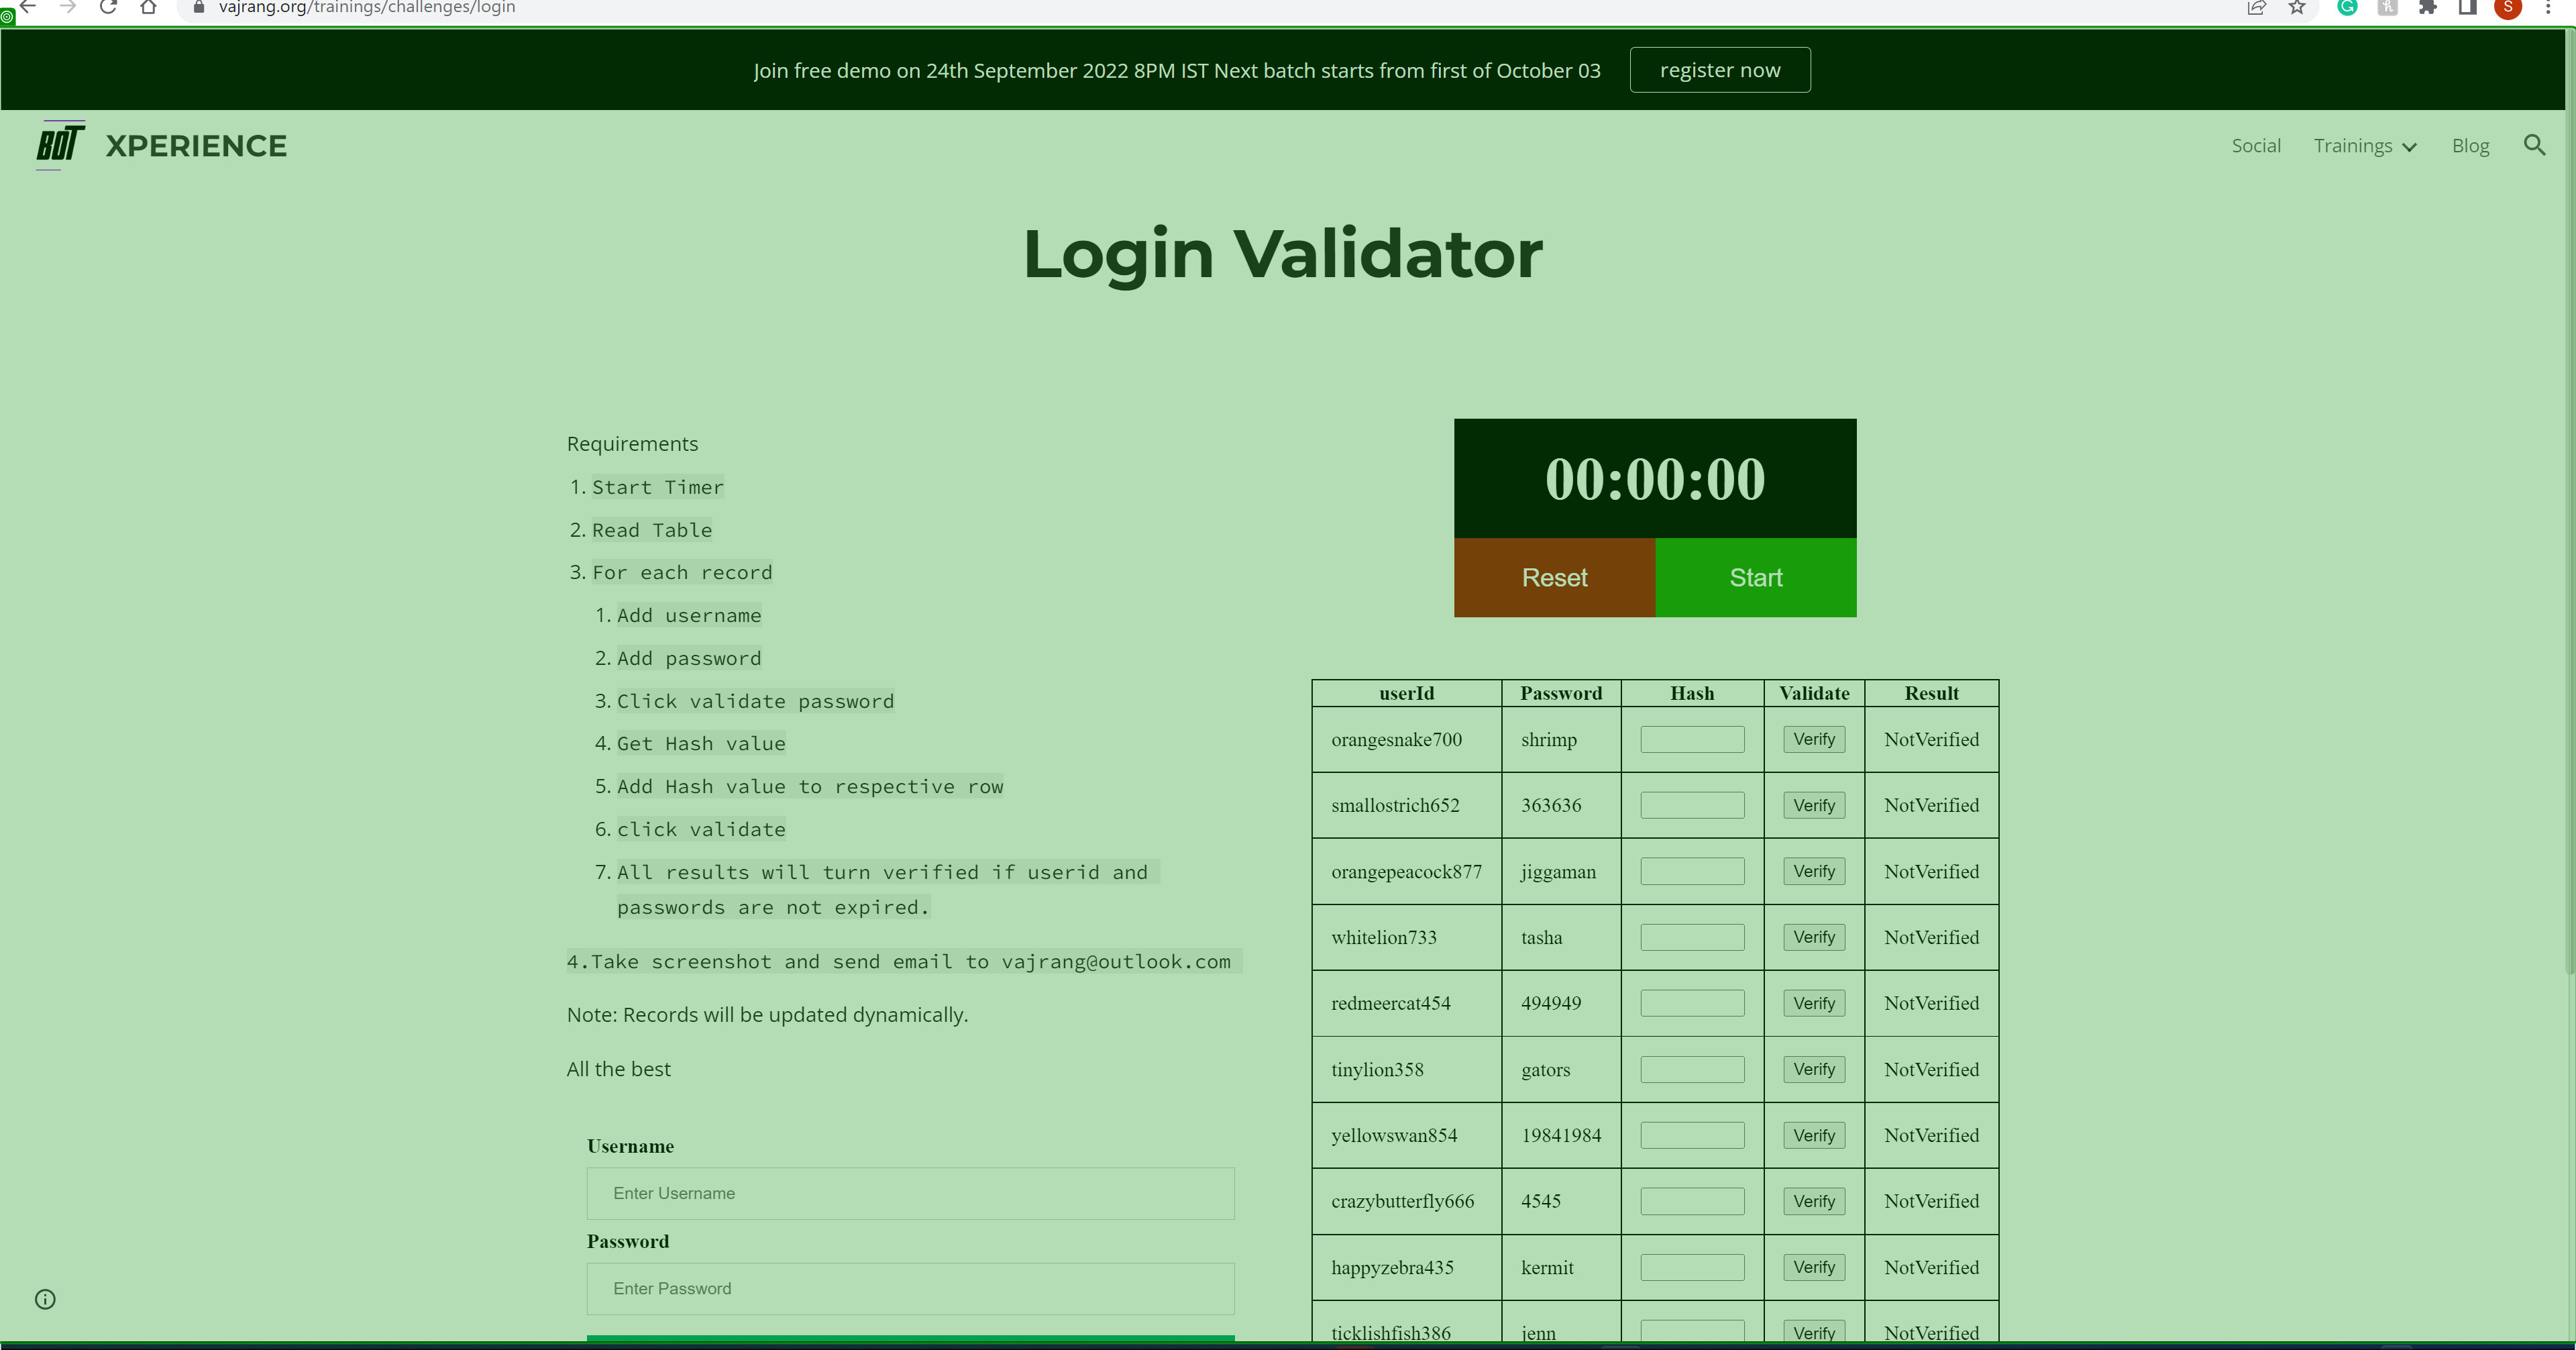 vajrang.org/trainings/challenges/login
S
Join free demo on 24th September 2022 8PM IST Next batch starts from first of October 03 register now
BOT XPERIENCE Social Trainings Blog
Login Validator
Requirements
1. Start Timer
2. Read Table
3. For each record
1. Add username
2. Add password
3. Click validate password
4. Get Hash value
5. Add Hash value to respective row
6. click validate
7. All results will turn verified if userid and
passwords are not expired.
4.Take screenshot and send email to vajrang@outlook.com
Note: Records will be updated dynamically.
All the best
Username
Enter Username
Password
Enter Password
00:00:00
Reset Start
userId Password Hash Validate Result
orangesnake700 shrimp Verify NotVerified
smallostrich652 363636 Verify NotVerified
orangepeacock877 jiggaman Verify NotVerified
whitelion733 tasha Verify NotVerified
redmeercat454 494949 Verify NotVerified
tinylion358 gators Verify NotVerified
yellowswan854 19841984 Verify NotVerified
crazybutterfly666 4545 Verify NotVerified
happyzebra435 kermit Verify NotVerified
ticklishfish386 jenn Verify NotVerified